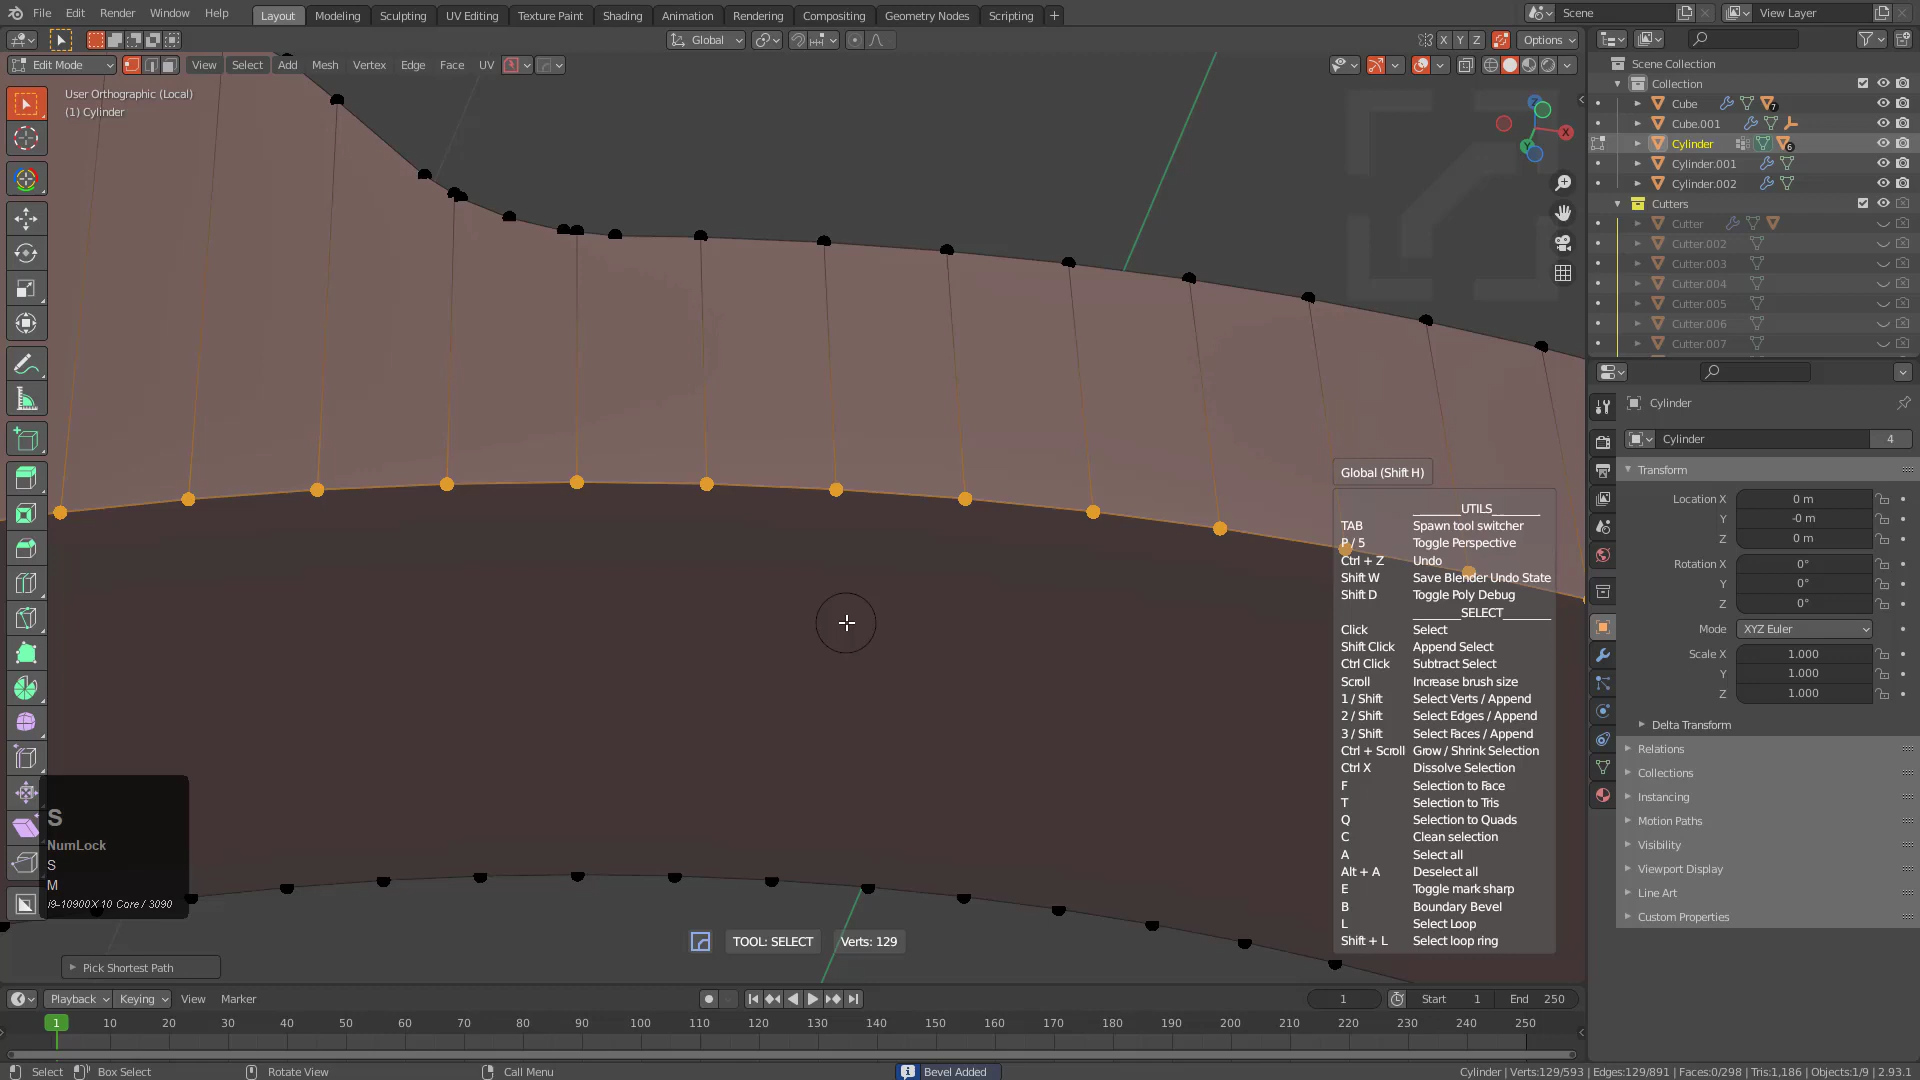 File Edit Render Window Help
Layout Modeling Sculpting UV Editing Texture Paint Shading Animation Rendering Compositing Geometry Nodes Scripting
Scene View Layer
Global
X Y Z Options
Edit Mode View Select Add Mesh Vertex Edge Face UV
User Orthographic (Local)
(1) Cylinder
Scene Collection
Collection
Cube 7
Cube.001
Cylinder 6
Cylinder.001
Cylinder.002
Cutters
Cutter
Cutter.002
Cutter.003
Cutter.004
Cutter.005
Cutter.006
Cutter.007
Cylinder
Cylinder 4
Transform
Location X 0 m
Y -0 m
Z 0 m
Rotation X 0°
Y 0°
Z 0°
Mode XYZ Euler
Scale X 1.000
Y 1.000
Z 1.000
Delta Transform
Relations
Collections
Instancing
Motion Paths
Visibility
Viewport Display
Line Art
Custom Properties
Global (Shift H)
_______UTILS_______
TAB Spawn tool switcher
P / 5 Toggle Perspective
Ctrl + Z Undo
Shift W Save Blender Undo State
Shift D Toggle Poly Debug
_______SELECT_______
Click Select
Shift Click Append Select
Ctrl Click Subtract Select
Scroll Increase brush size
1 / Shift Select Verts / Append
2 / Shift Select Edges / Append
3 / Shift Select Faces / Append
Ctrl + Scroll Grow / Shrink Selection
Ctrl X Dissolve Selection
F Selection to Face
T Selection to Tris
Q Selection to Quads
C Clean selection
A Select all
Alt + A Deselect all
E Toggle mark sharp
B Boundary Bevel
L Select Loop
Shift + L Select loop ring
S
NumLock
S
M
i9-10900X 10 Core / 3090
TOOL: SELECT Verts: 129
Pick Shortest Path
Playback Keying View Marker
1 Start 1 End 250
1 10 20 30 40 50 60 70 80 90 100 110 120 130 140 150 160 170 180 190 200 210 220 230 240 250
Select Box Select Rotate View Call Menu Bevel Added Cylinder | Verts:129/593 | Edges:129/891 | Faces:0/298 | Tris:1,186 | Objects:1/9 | 2.93.1